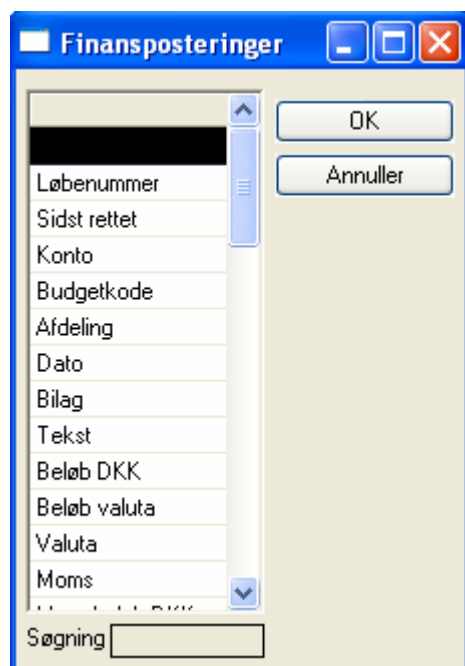 Finansposteringer
OK
Annuller
Løbenummer
Sidst rettet
Konto
Budgetkode
Afdeling
Dato
Bilag
Tekst
Beløb DKK
Beløb valuta
Valuta
Moms
Søgning